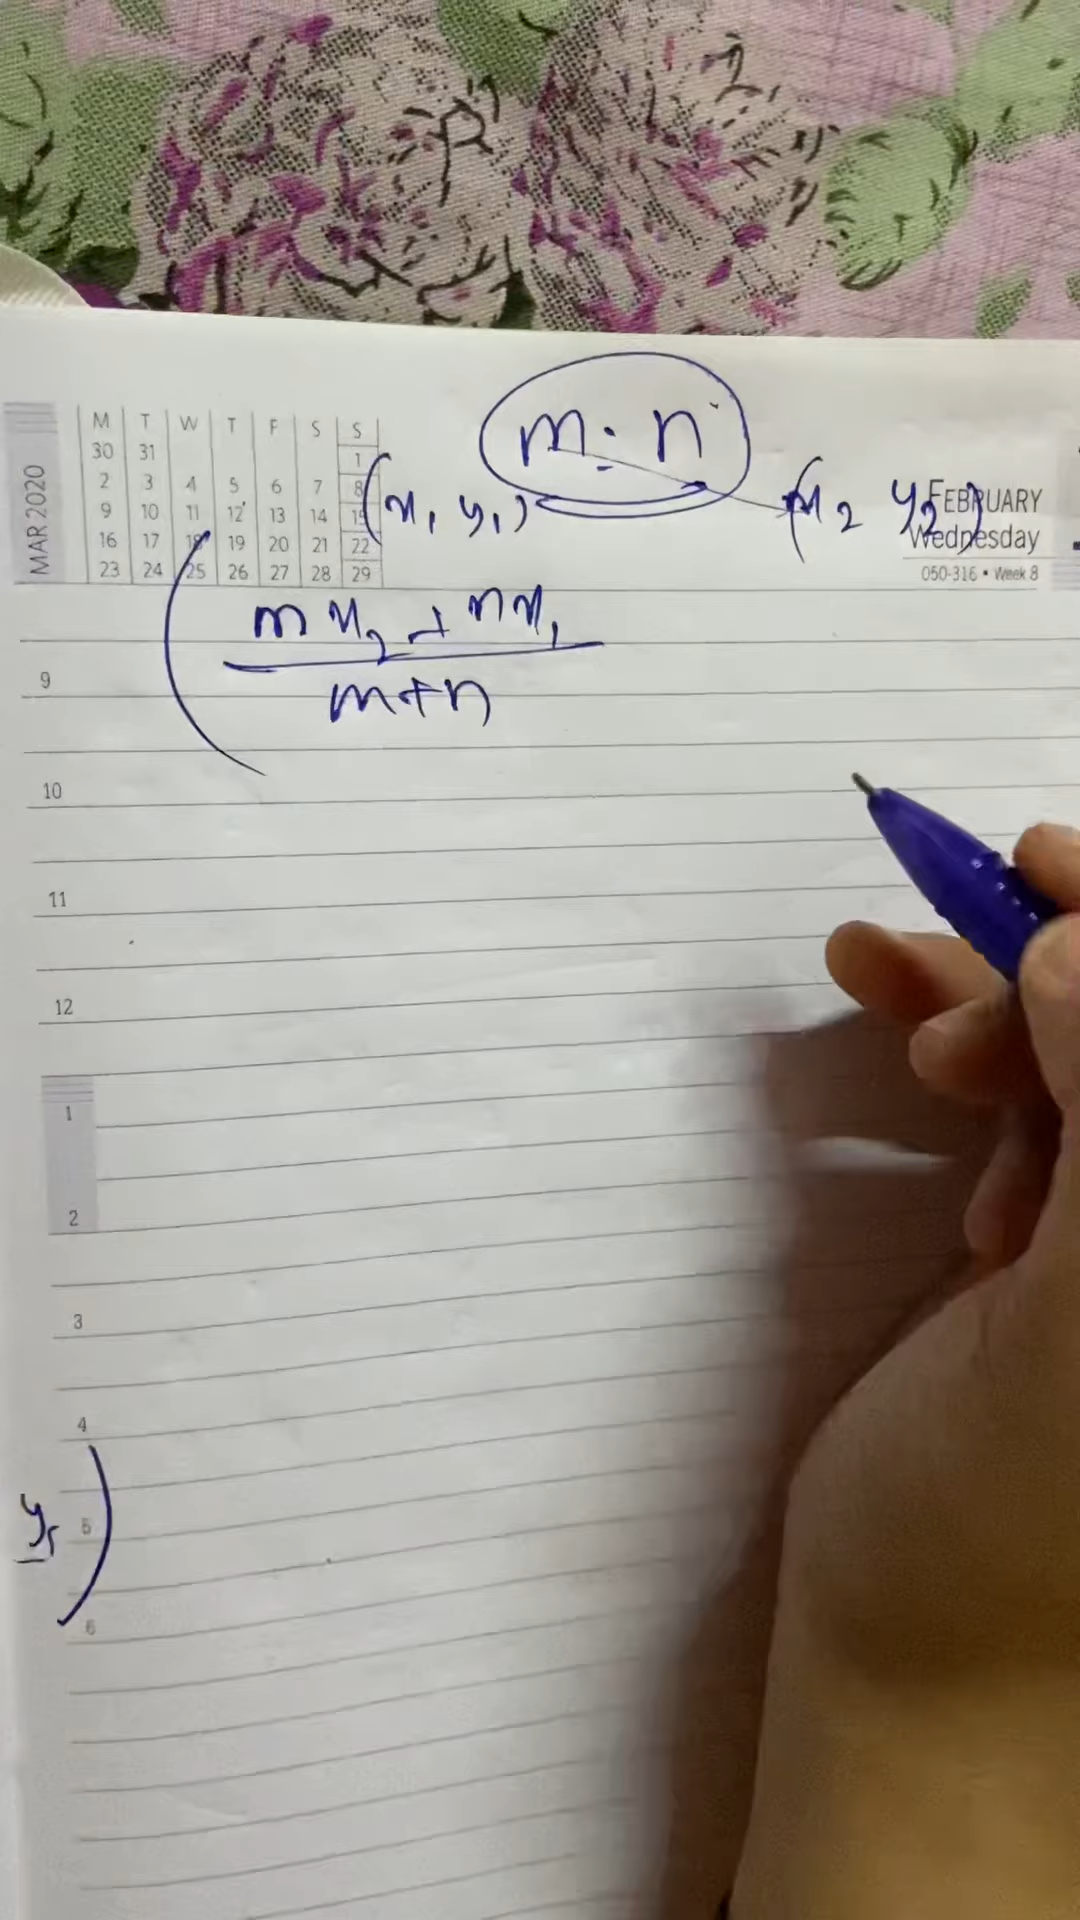 m : n
(x₁ y₁) (x₂ y₂)
MAR 2020
M T W T F S S
30 31 1
2 3 4 5 6 7 8
9 10 11 12 13 14 15
16 17 18 19 20 21 22
23 24 25 26 27 28 29
FEBRUARY
Wednesday
050-316 • Week 8
( mx₂ + nx₁
m+n
9
10
11
12
1
2
3
4
5
6
)